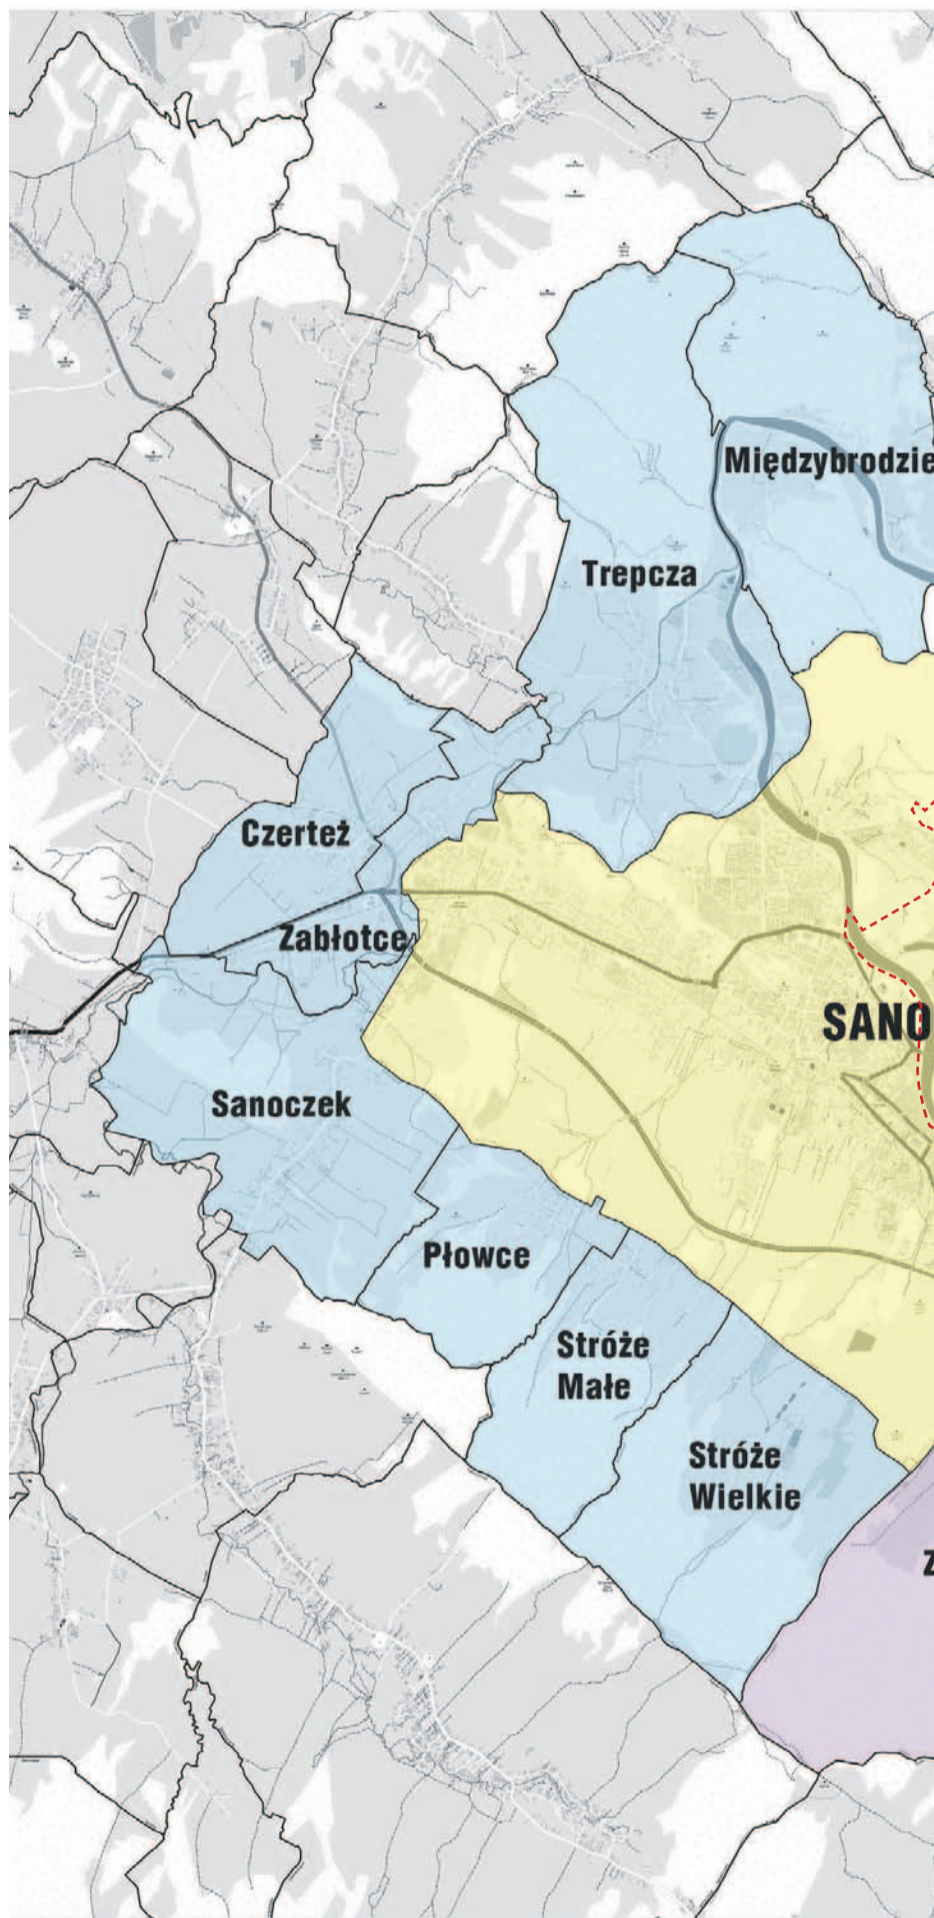 Międzybrodzie
Trepcza
Czerteż
Zabłotce
SANO
Sanoczek
Płowce
Stróże
Małe
Stróże
Wielkie
Z